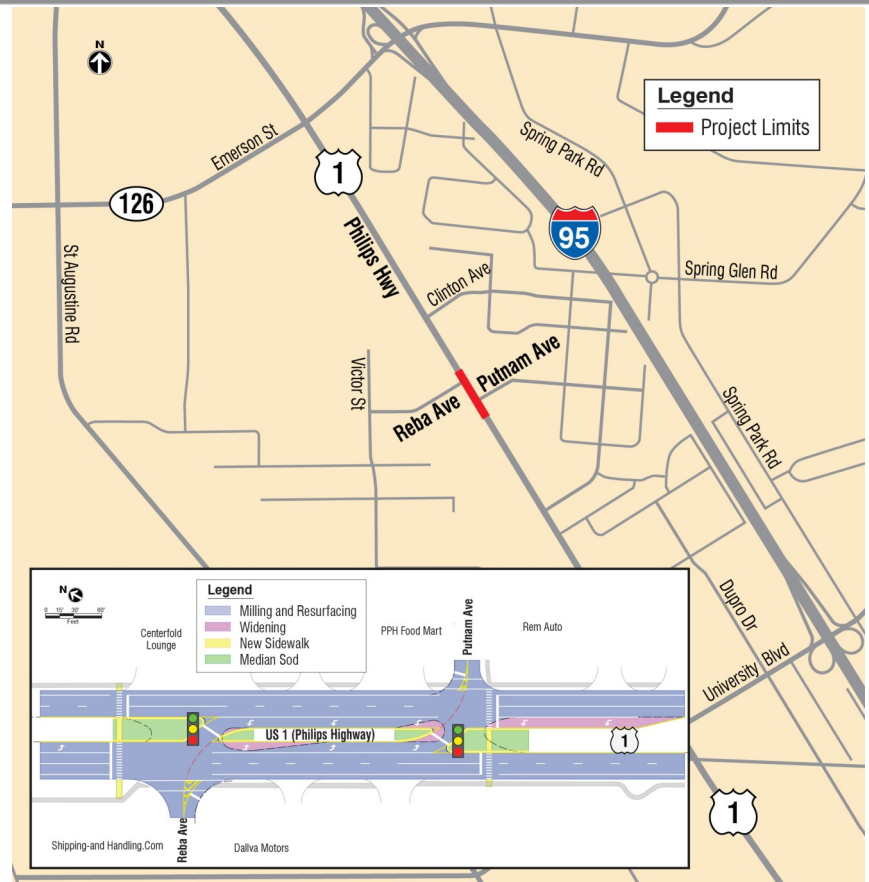 N
Legend
Project Limits
Emerson St
Spring Park Rd
1
126
95
St Augustine Rd
Philips Hwy
Spring Glen Rd
Clinton Ave
Victor St
Putnam Ave
Reba Ave
Spring Park Rd
Dupro Dr
University Blvd
1
N
0 15' 30' 60'
Feet
Legend
Milling and Resurfacing
Widening
New Sidewalk
Median Sod
Centerfold
Lounge
PPH Food Mart
Putnam Ave
Rem Auto
US 1 (Philips Highway)
1
Shipping-and Handling.Com
Reba Ave
Dallva Motors